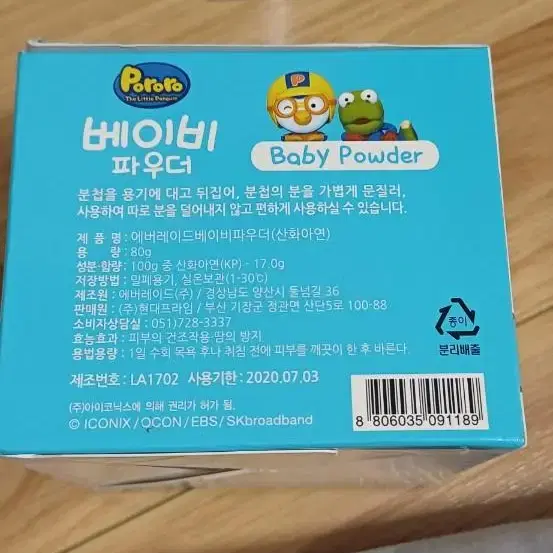 P
PORORO
The Little Penguin
베이비
파우더
Baby Powder
분첩을 용기에 대고 뒤집어, 분첩의 분을 가볍게 문질러,
사용하여 따로 분을 덜어내지 않고 편하게 사용하실 수 있습니다.
제 품 명 : 에버레이드베이비파우더(산화아연)
용 량 : 80g
성분·함량 : 100g 중 산화아연(KP) - 17.0g
저장방법 : 밀폐용기, 실온보관(1-30℃)
제조원 : 에버레이드(주) / 경상남도 양산시 돌넘길 36
판매원 : (주)현대프라임 / 부산 기장군 정관면 산단5로 100-88
소비자상담실 : 051)728-3337
효능효과 : 피부의 건조작용·땀의 방지
용법용량 : 1일 수회 목욕 후나 취침 전에 피부를 깨끗이 한 후 바른다.
종이
분리배출
제조번호 : LA1702 사용기한 : 2020.07.03
(주)아이코닉스에 의해 권리가 허가 됨.
© ICONIX/OCON/EBS/SKbroadband
8 806035 091189